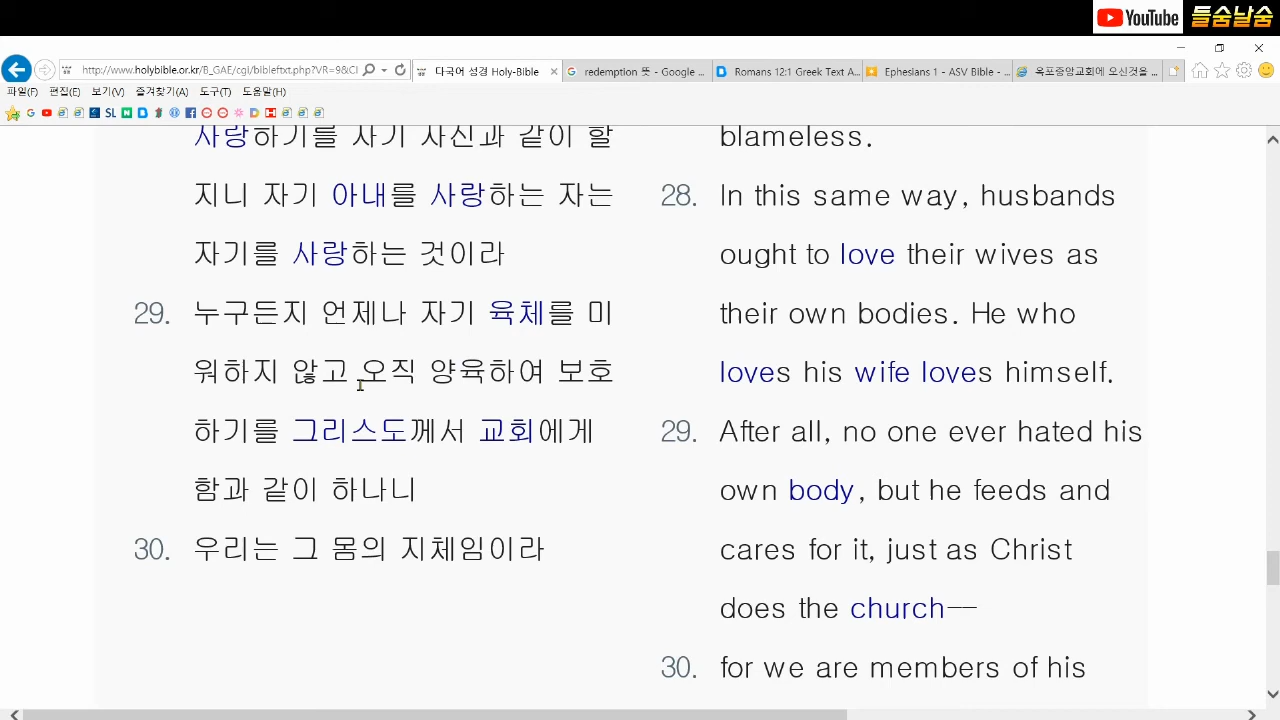 YouTube 들숨날숨
http://www.holybible.or.kr/B_GAE/cgi/bibleftxt.php?VR=9&CI
다국어 성경 Holy-Bible
redemption 뜻 - Google ...
Romans 12:1 Greek Text A...
Ephesians 1 - ASV Bible - ...
옥포중앙교회에 오신것을 ...
파일(F) 편집(E) 보기(V) 즐겨찾기(A) 도구(T) 도움말(H)
사랑하기를 자기 자신과 같이 할
지니 자기 아내를 사랑하는 자는
자기를 사랑하는 것이라
29. 누구든지 언제나 자기 육체를 미
워하지 않고 오직 양육하여 보호
하기를 그리스도께서 교회에게
함과 같이 하나니
30. 우리는 그 몸의 지체임이라
blameless.
28. In this same way, husbands
ought to love their wives as
their own bodies. He who
loves his wife loves himself.
29. After all, no one ever hated his
own body, but he feeds and
cares for it, just as Christ
does the church--
30. for we are members of his